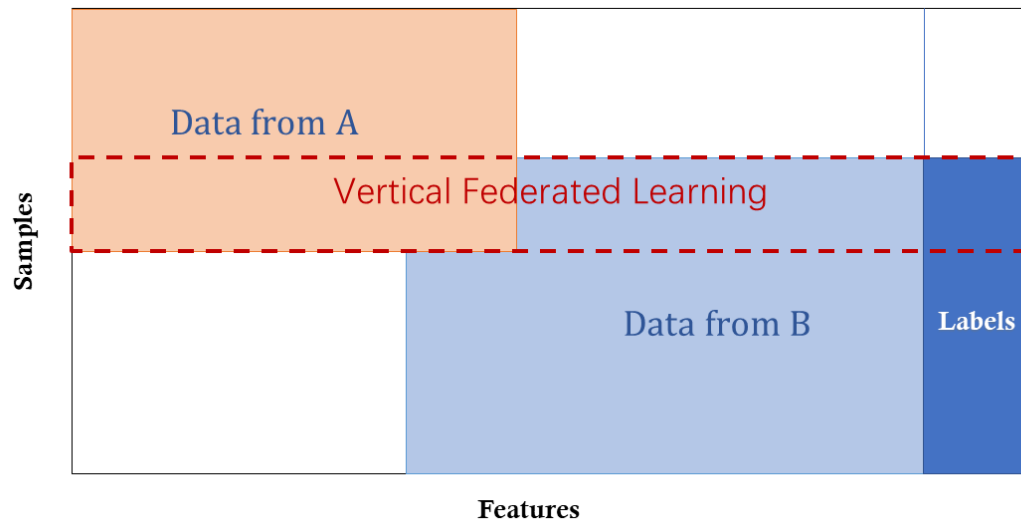 Data from A
Vertical Federated Learning
Samples
Data from B
Labels
Features